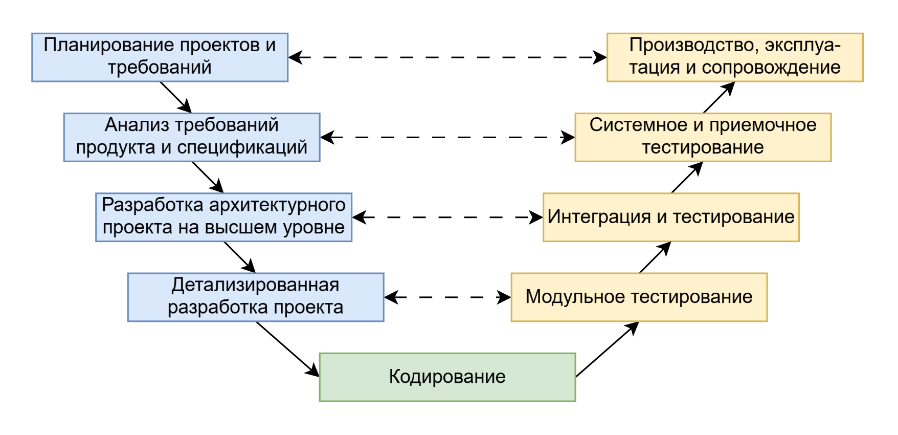 Планирование проектов и
требований
Производство, эксплуа-
тация и сопровождение
Анализ требований
продукта и спецификаций
Системное и приемочное
тестирование
Разработка архитектурного
проекта на высшем уровне
Интеграция и тестирование
Детализированная
разработка проекта
Модульное тестирование
Кодирование